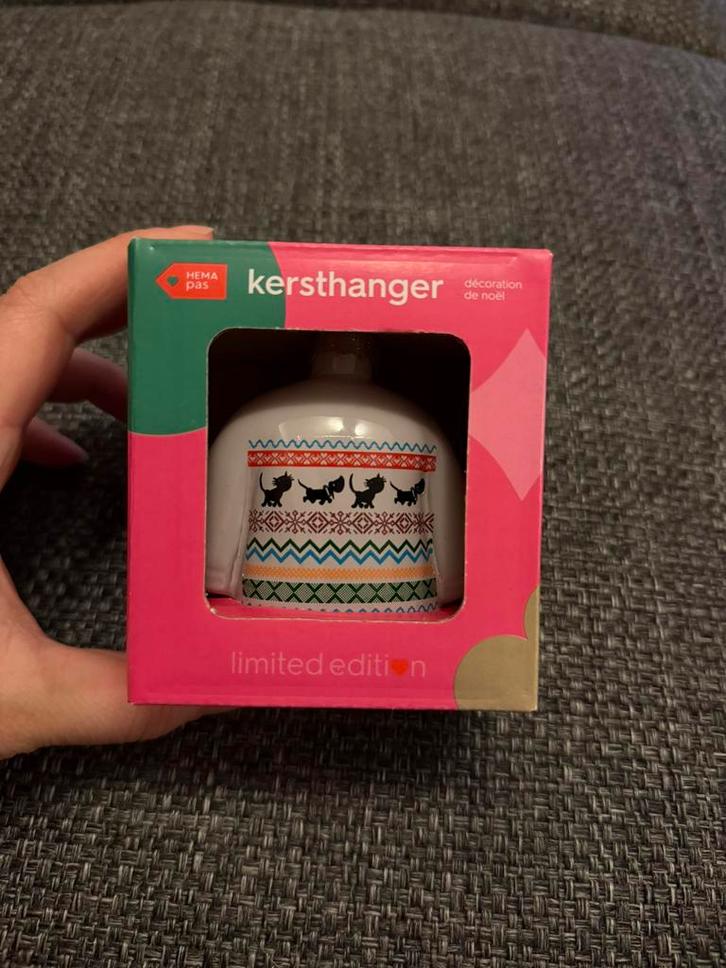 HEMA
pas
kersthanger
décoration
de noël
limited edition